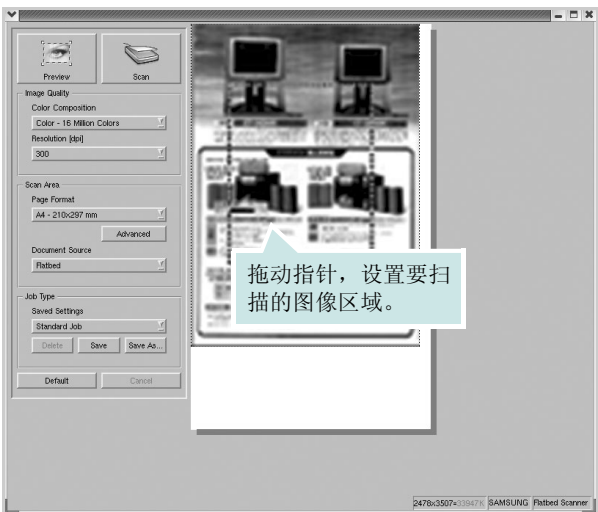 Preview
Scan
Image Quality
Color Composition
Color - 16 Million Colors
Resolution [dpi]
300
Scan Area
Page Format
A4 - 210x297 mm
Advanced
Document Source
Flatbed
Job Type
Saved Settings
Standard Job
Delete Save Save As...
Default Cancel
拖动指针，设置要扫
描的图像区域。
2478x3507=33947K SAMSUNG Flatbed Scanner